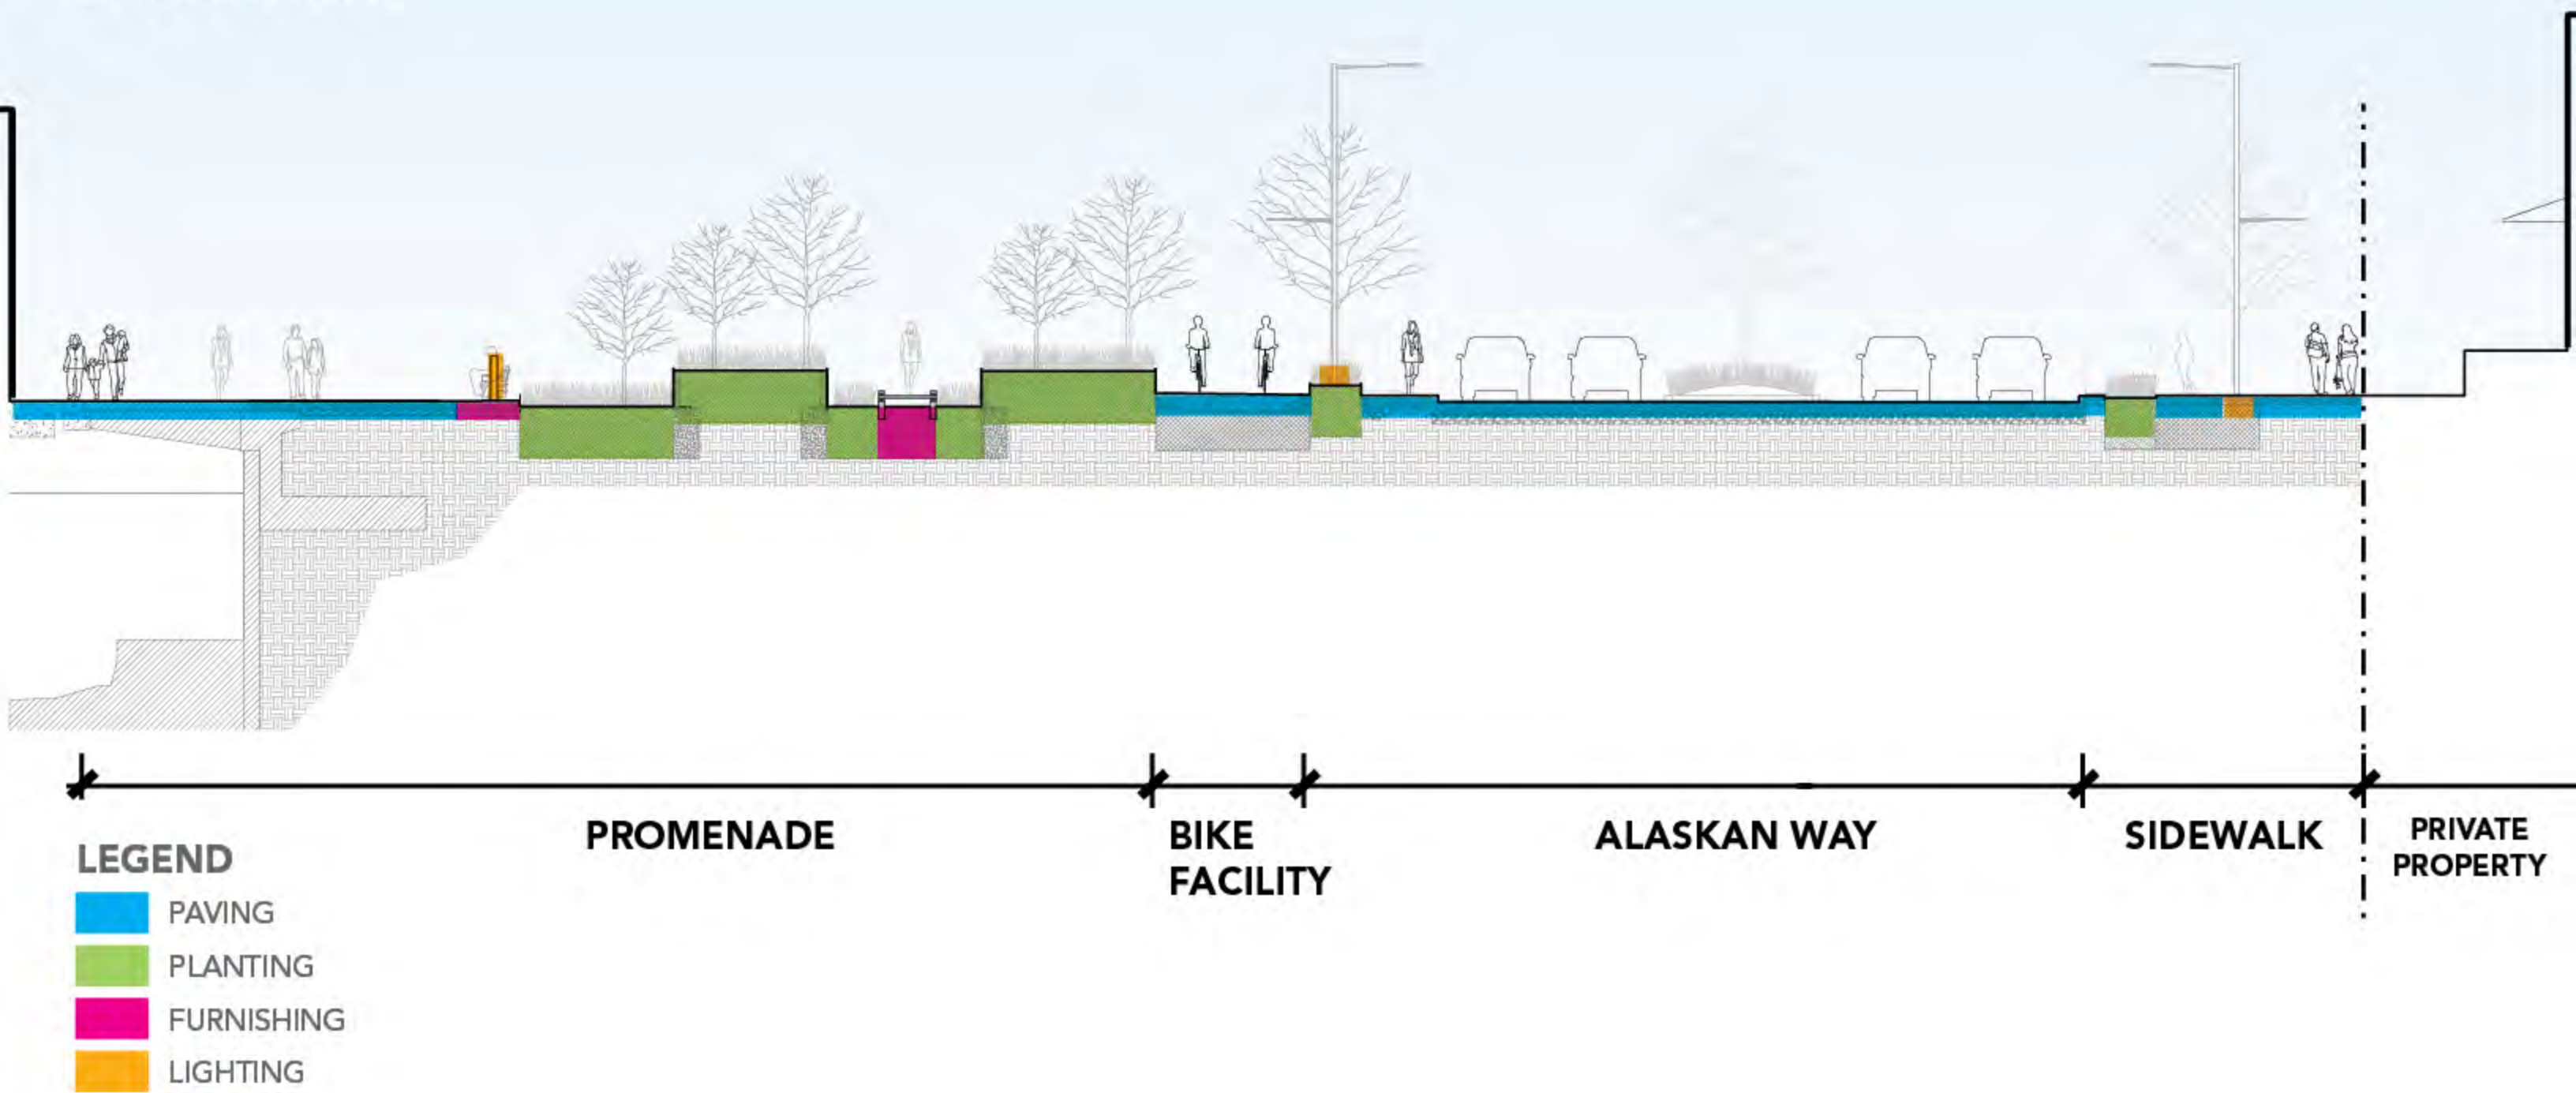 PROMENADE
BIKE
FACILITY
ALASKAN WAY
SIDEWALK
PRIVATE
PROPERTY
LEGEND
PAVING
PLANTING
FURNISHING
LIGHTING